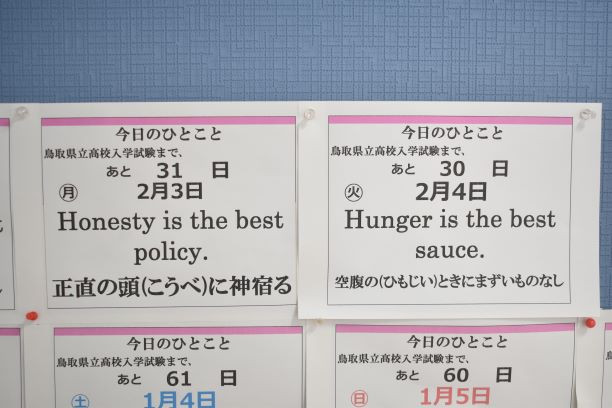 今日のひとこと
鳥取県立高校入学試験まで、
あと 31 日
㊊ 2月3日
Honesty is the best
policy.
正直の頭(こうべ)に神宿る
今日のひとこと
鳥取県立高校入学試験まで、
あと 30 日
㊋ 2月4日
Hunger is the best
sauce.
空腹の(ひもじい)ときにまずいものなし
今日のひとこと
鳥取県立高校入学試験まで、
あと 61 日
㊏ 1月4日
今日のひとこと
鳥取県立高校入学試験まで、
あと 60 日
㊐ 1月5日